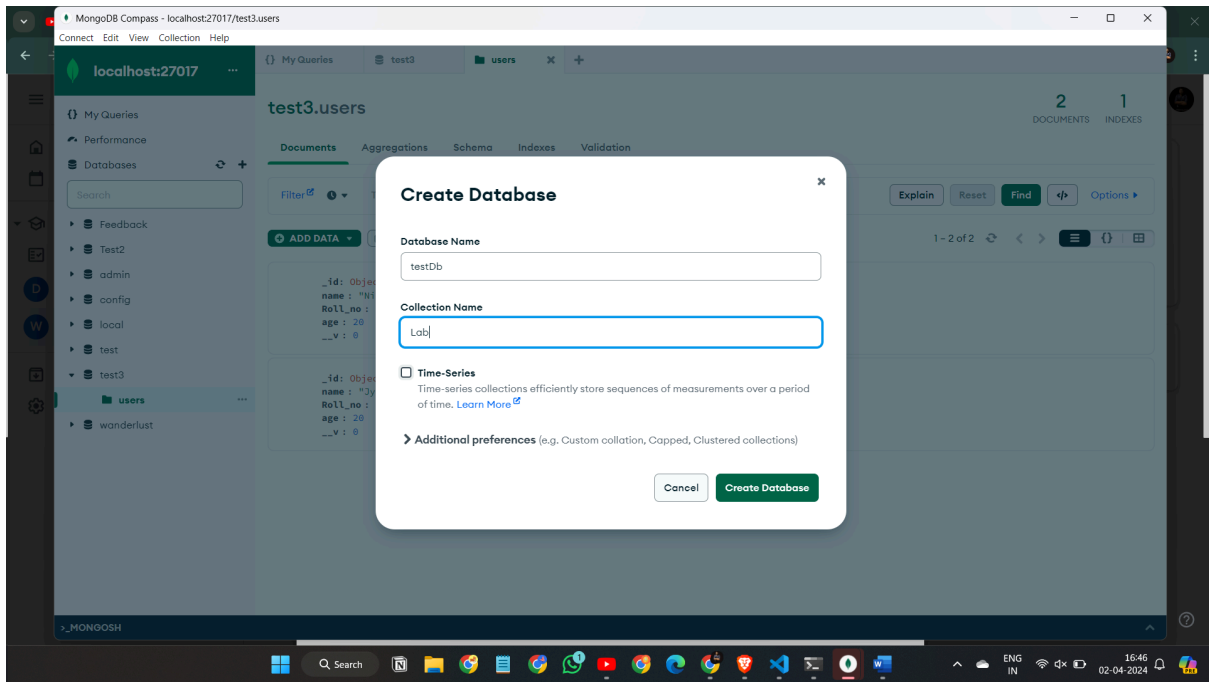 MongoDB Compass - localhost:27017/test3.users
Connect Edit View Collection Help
localhost:27017 ...
{} My Queries
test3
users
{} My Queries
Performance
Databases
Search
Feedback
Test2
admin
config
local
test
test3
users
wanderlust
test3.users
2
DOCUMENTS
1
INDEXES
Documents Aggregations Schema Indexes Validation
Filter
Explain Reset Find </> Options
ADD DATA
1 – 2 of 2
_id:
name : "Ni
Roll_no :
age : 20
__v : 0
_id:
name : "Jy
Roll_no :
age : 20
__v : 0
Create Database
Database Name
testDb
Collection Name
Lab
Time-Series
Time-series collections efficiently store sequences of measurements over a period
of time. Learn More
Additional preferences (e.g. Custom collation, Capped, Clustered collections)
Cancel Create Database
>_MONGOSH
D
W
Search
1
ENG
IN
16:46
02-04-2024
PRE